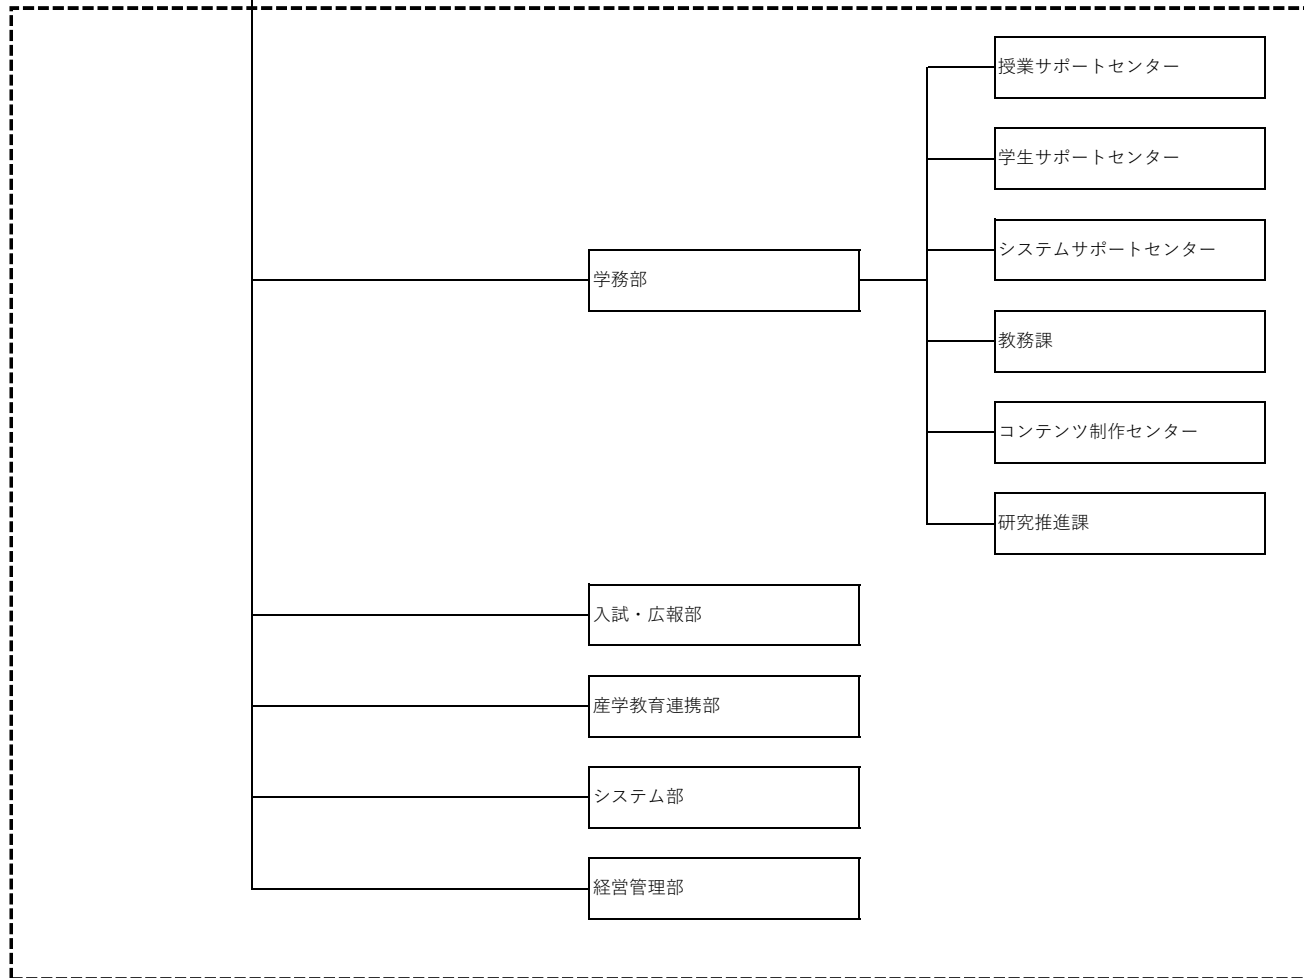 授業サポートセンター
学生サポートセンター
システムサポートセンター
学務部
教務課
コンテンツ制作センター
研究推進課
入試・広報部
産学教育連携部
システム部
経営管理部